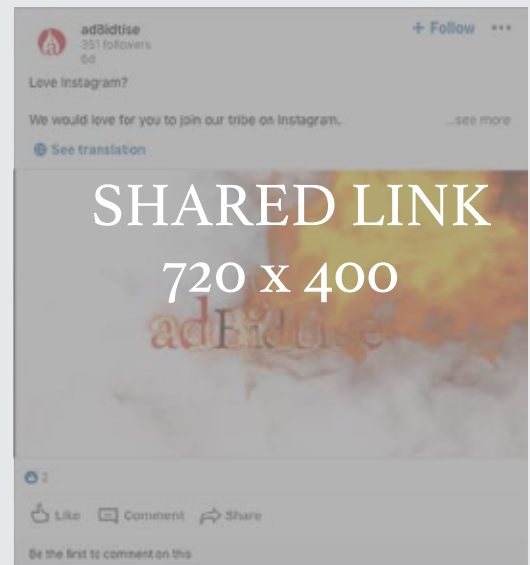 adBidtise
+ Follow
351 followers
6d
Love Instagram?
We would love for you to join our tribe on Instagram.
...see more
See translation
SHARED LINK
720 x 400
adBidtise
2
Like Comment Share
Be the first to comment on this